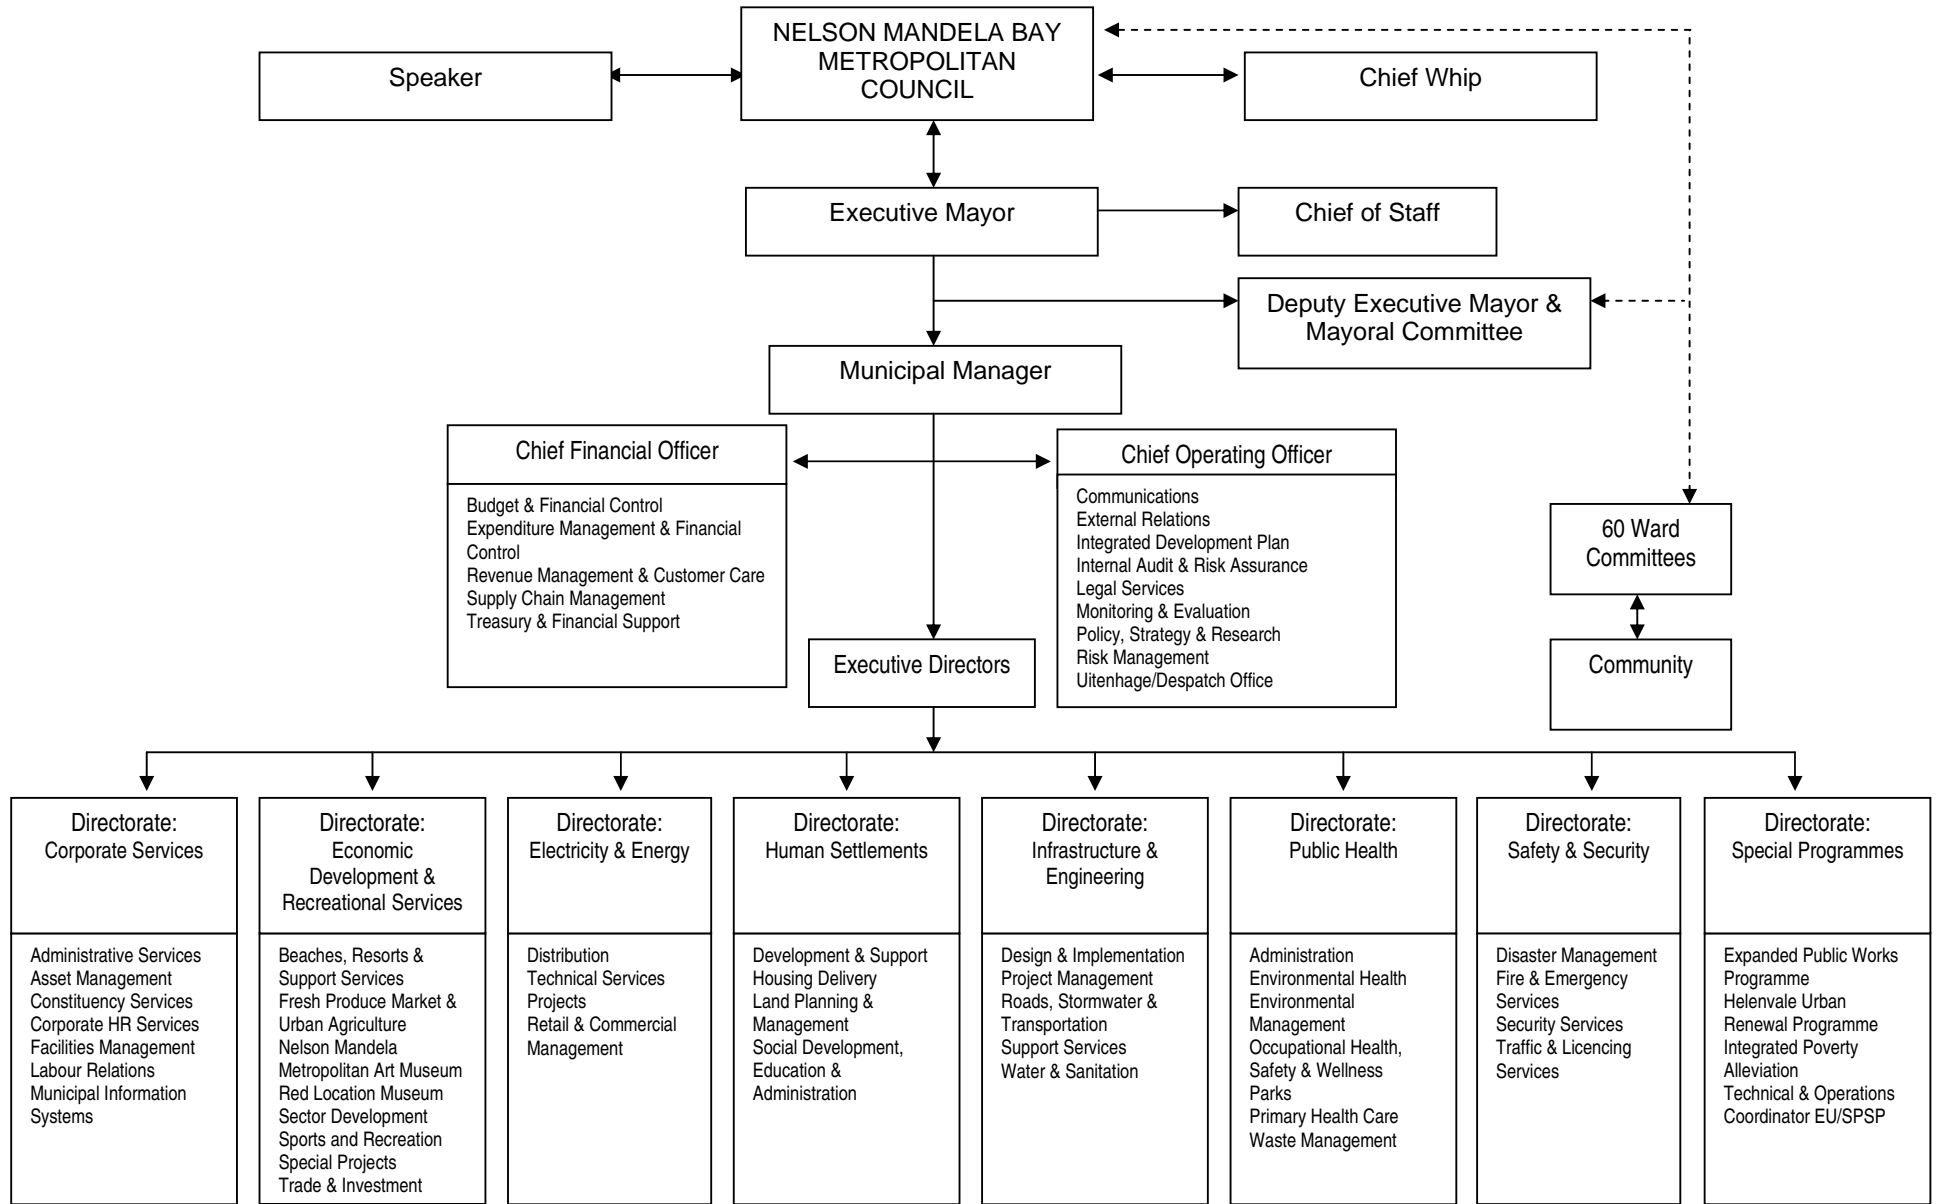 NELSON MANDELA BAY
METROPOLITAN
COUNCIL
Speaker
Chief Whip
Executive Mayor
Chief of Staff
Deputy Executive Mayor &
Mayoral Committee
Municipal Manager
Chief Financial Officer
Budget & Financial Control
Expenditure Management & Financial
Control
Revenue Management & Customer Care
Supply Chain Management
Treasury & Financial Support
Chief Operating Officer
Communications
External Relations
Integrated Development Plan
Internal Audit & Risk Assurance
Legal Services
Monitoring & Evaluation
Policy, Strategy & Research
Risk Management
Uitenhage/Despatch Office
60 Ward
Committees
Community
Executive Directors
Directorate:
Corporate Services
Administrative Services
Asset Management
Constituency Services
Corporate HR Services
Facilities Management
Labour Relations
Municipal Information
Systems
Directorate:
Economic
Development &
Recreational Services
Beaches, Resorts &
Support Services
Fresh Produce Market &
Urban Agriculture
Nelson Mandela
Metropolitan Art Museum
Red Location Museum
Sector Development
Sports and Recreation
Special Projects
Trade & Investment
Directorate:
Electricity & Energy
Distribution
Technical Services
Projects
Retail & Commercial
Management
Directorate:
Human Settlements
Development & Support
Housing Delivery
Land Planning &
Management
Social Development,
Education &
Administration
Directorate:
Infrastructure &
Engineering
Design & Implementation
Project Management
Roads, Stormwater &
Transportation
Support Services
Water & Sanitation
Directorate:
Public Health
Administration
Environmental Health
Environmental
Management
Occupational Health,
Safety & Wellness
Parks
Primary Health Care
Waste Management
Directorate:
Safety & Security
Disaster Management
Fire & Emergency
Services
Security Services
Traffic & Licencing
Services
Directorate:
Special Programmes
Expanded Public Works
Programme
Helenvale Urban
Renewal Programme
Integrated Poverty
Alleviation
Technical & Operations
Coordinator EU/SPSP